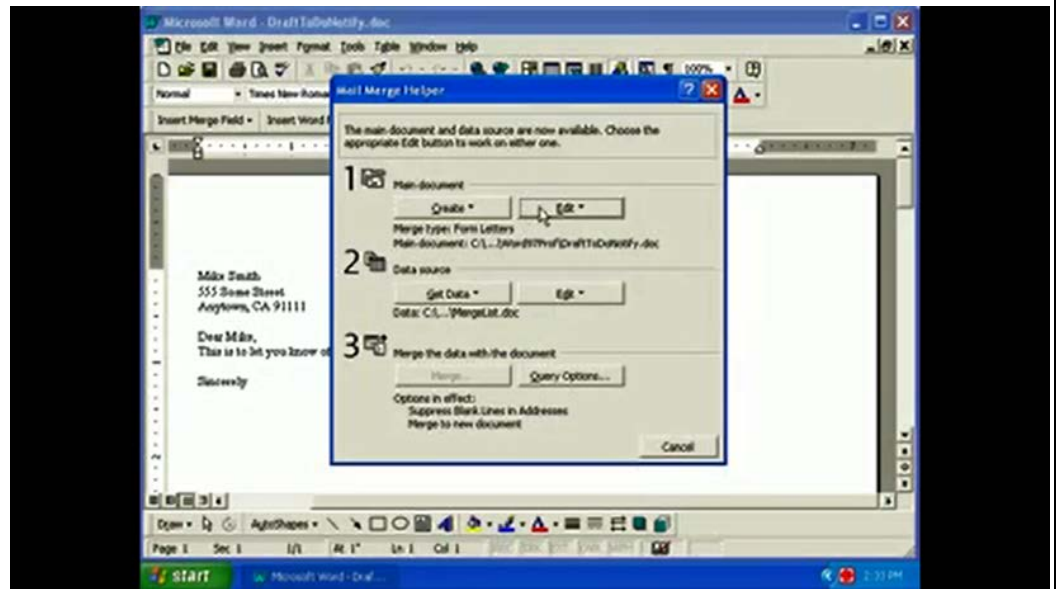 Microsoft Word - DraftToDoNotify.doc
File Edit View Insert Format Tools Table Window Help
100%
Normal Times New Roma
Insert Merge Field Insert Word
Mail Merge Helper
The main document and data source are now available. Choose the
appropriate Edit button to work on either one.
1 Main document
Create Edit
Merge type: Form Letters
Main document: C:\...\Word97Prof\DraftToDoNotify.doc
2 Data source
Get Data Edit
Data: C:\...\MergeList.doc
3 Merge the data with the document
Merge... Query Options...
Options in effect:
Suppress Blank Lines in Addresses
Merge to new document
Cancel
Mike Smith
555 Some Street
Anytown, CA 91111
Dear Mike,
This is to let you know of
Sincerely
Draw AutoShapes
Page 1 Sec 1 1/1 At 1" Ln 1 Col 1
start Microsoft Word - Draf...
2:33 PM